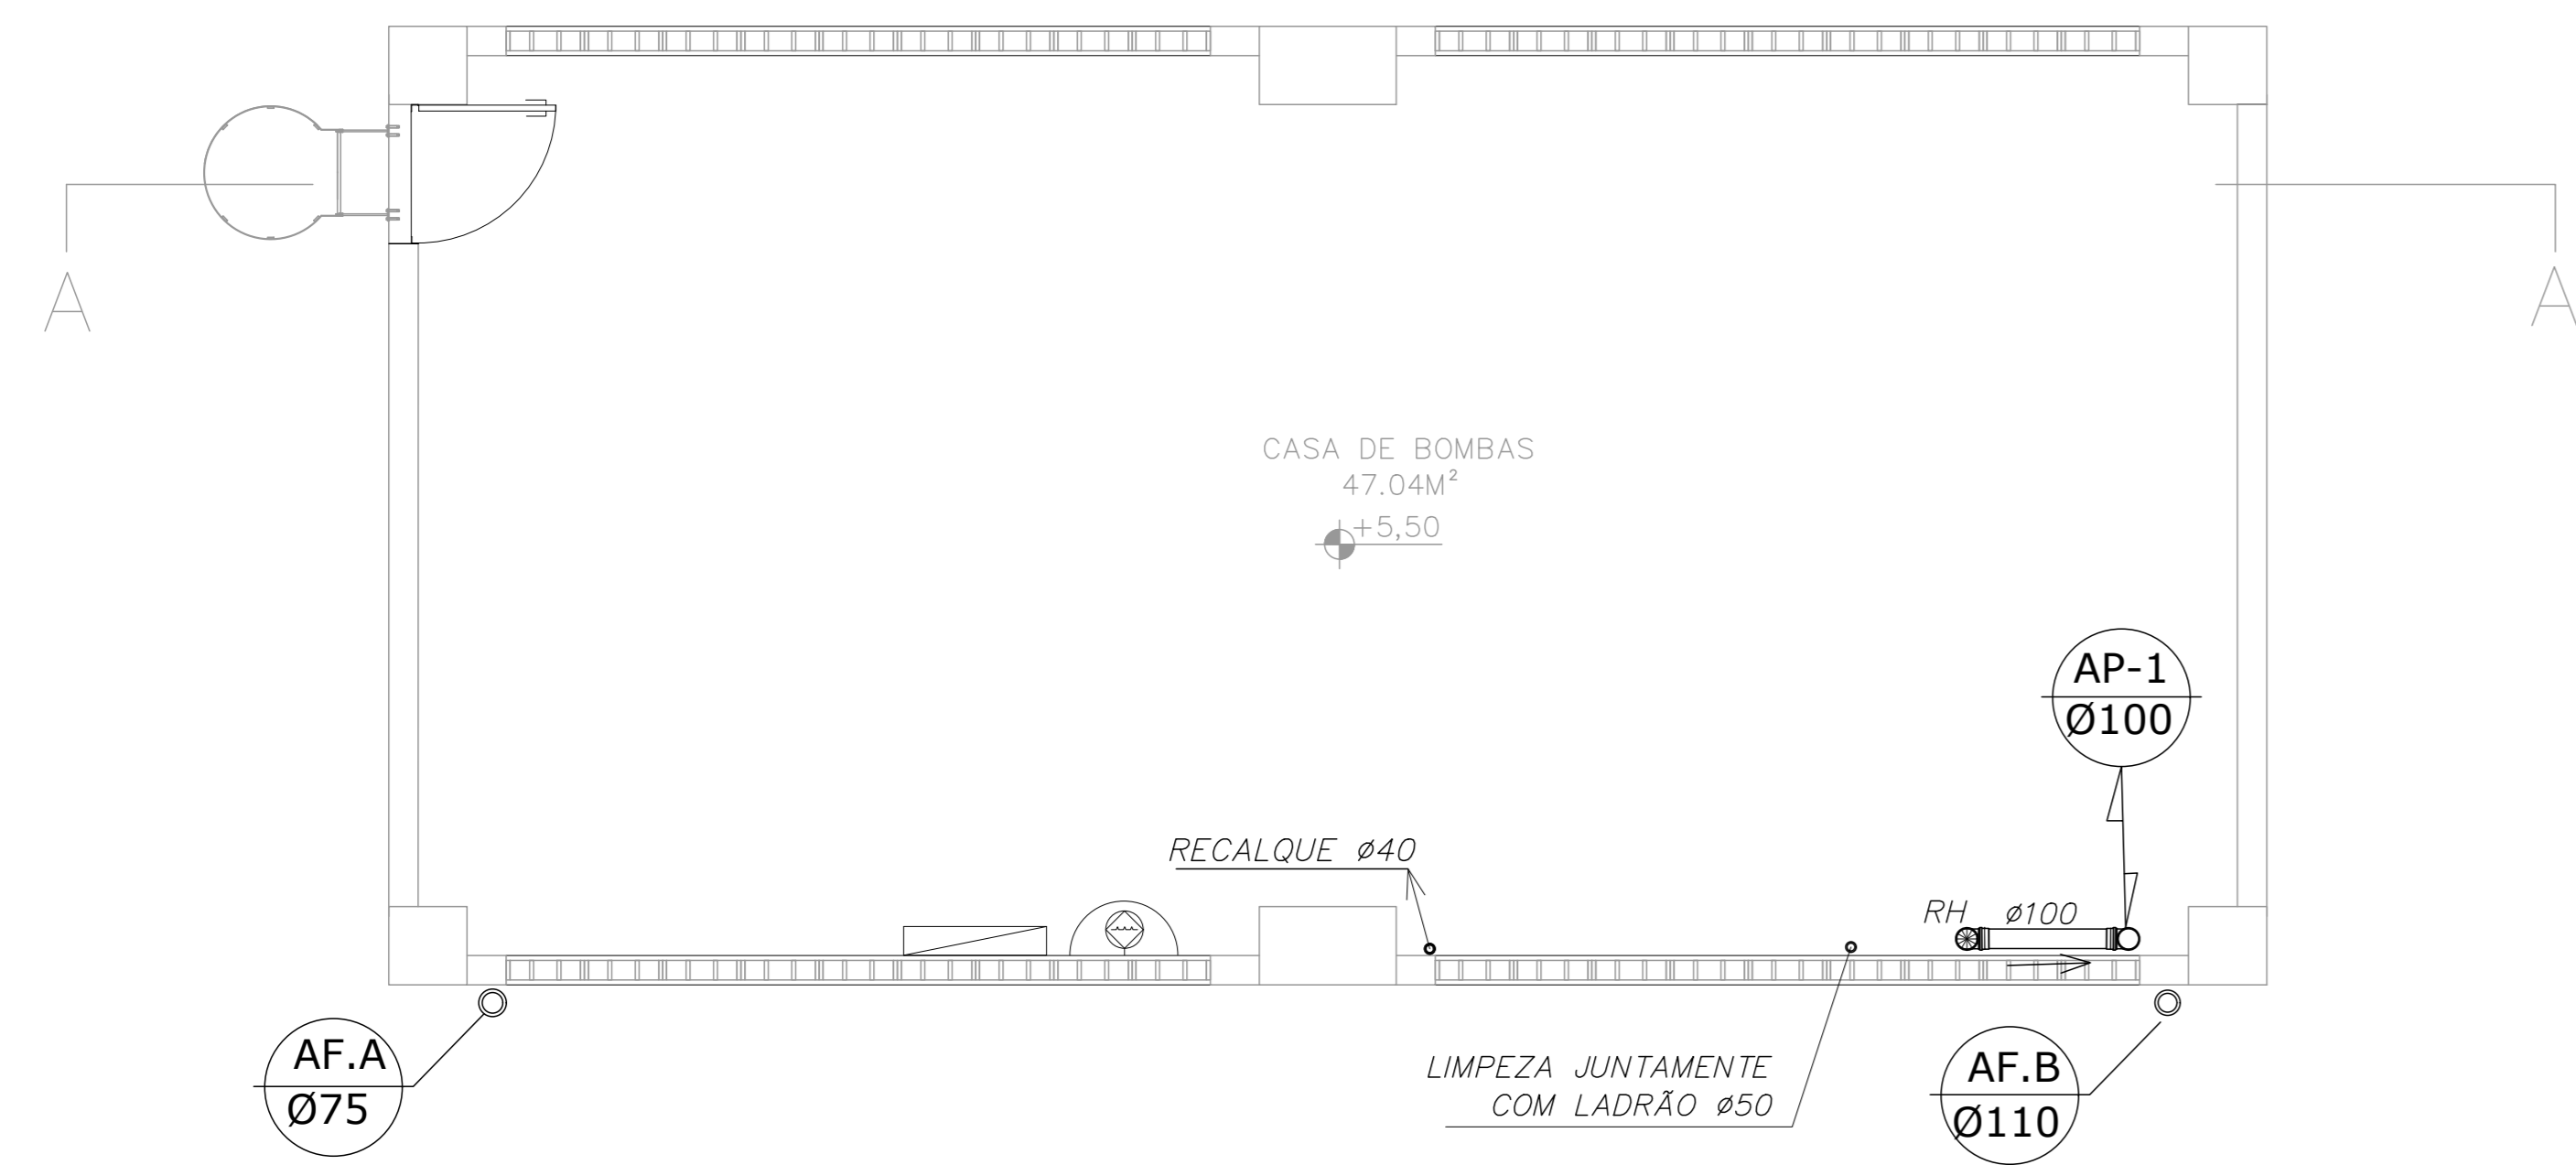 A
A
CASA DE BOMBAS
47.04M²
+5,50
AP-1
Ø100
RECALQUE ø40
RH ø100
AF.A
Ø75
LIMPEZA JUNTAMENTE
COM LADRÃO ø50
AF.B
Ø110